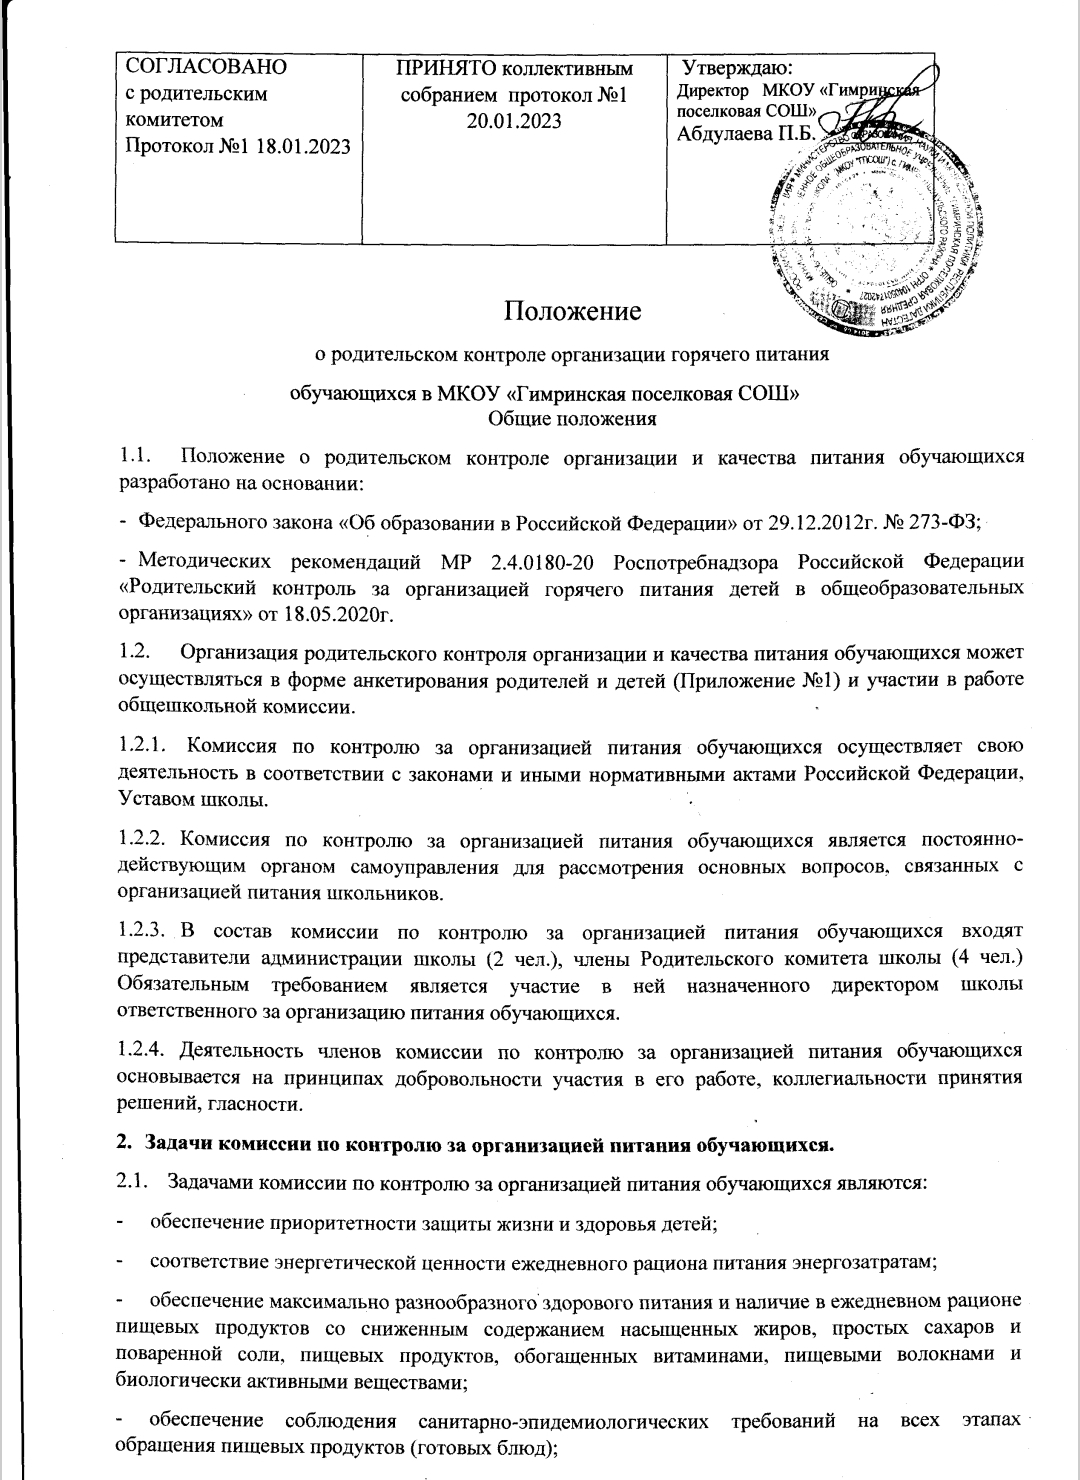 СОГЛАСОВАНО
с родительским
комитетом
Протокол №1 18.01.2023
ПРИНЯТО коллективным
собранием протокол №1
20.01.2023
Утверждаю:
Директор МКОУ «Гимринская
поселковая СОШ»
Абдулаева П.Б.
Положение
о родительском контроле организации горячего питания
обучающихся в МКОУ «Гимринская поселковая СОШ»
Общие положения
1.1. Положение о родительском контроле организации и качества питания обучающихся
разработано на основании:
- Федерального закона «Об образовании в Российской Федерации» от 29.12.2012г. № 273-ФЗ;
- Методических рекомендаций МР 2.4.0180-20 Роспотребнадзора Российской Федерации
«Родительский контроль за организацией горячего питания детей в общеобразовательных
организациях» от 18.05.2020г.
1.2. Организация родительского контроля организации и качества питания обучающихся может
осуществляться в форме анкетирования родителей и детей (Приложение №1) и участии в работе
общешкольной комиссии.
1.2.1. Комиссия по контролю за организацией питания обучающихся осуществляет свою
деятельность в соответствии с законами и иными нормативными актами Российской Федерации,
Уставом школы.
1.2.2. Комиссия по контролю за организацией питания обучающихся является постоянно-
действующим органом самоуправления для рассмотрения основных вопросов, связанных с
организацией питания школьников.
1.2.3. В состав комиссии по контролю за организацией питания обучающихся входят
представители администрации школы (2 чел.), члены Родительского комитета школы (4 чел.)
Обязательным требованием является участие в ней назначенного директором школы
ответственного за организацию питания обучающихся.
1.2.4. Деятельность членов комиссии по контролю за организацией питания обучающихся
основывается на принципах добровольности участия в его работе, коллегиальности принятия
решений, гласности.
2. Задачи комиссии по контролю за организацией питания обучающихся.
2.1. Задачами комиссии по контролю за организацией питания обучающихся являются:
- обеспечение приоритетности защиты жизни и здоровья детей;
- соответствие энергетической ценности ежедневного рациона питания энергозатратам;
- обеспечение максимально разнообразного здорового питания и наличие в ежедневном рационе
пищевых продуктов со сниженным содержанием насыщенных жиров, простых сахаров и
поваренной соли, пищевых продуктов, обогащенных витаминами, пищевыми волокнами и
биологически активными веществами;
- обеспечение соблюдения санитарно-эпидемиологических требований на всех этапах
обращения пищевых продуктов (готовых блюд);